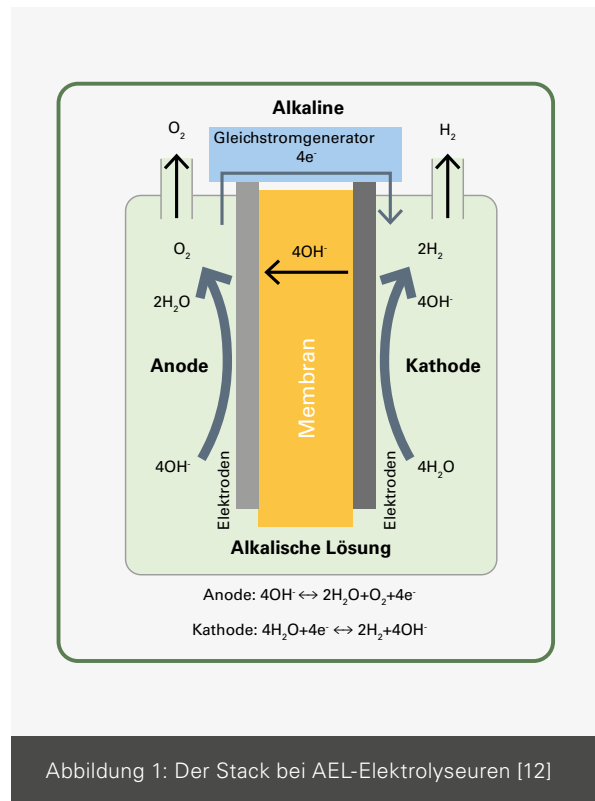 Alkaline
O₂
H₂
Gleichstromgenerator
4e⁻
O₂
4OH⁻
2H₂
2H₂O
4OH⁻
Anode
Membran
Kathode
4OH⁻
Elektroden
Elektroden
4H₂O
Alkalische Lösung
Anode: 4OH⁻ ↔ 2H₂O+O₂+4e⁻
Kathode: 4H₂O+4e⁻ ↔ 2H₂+4OH⁻
Abbildung 1: Der Stack bei AEL-Elektrolyseuren [12]